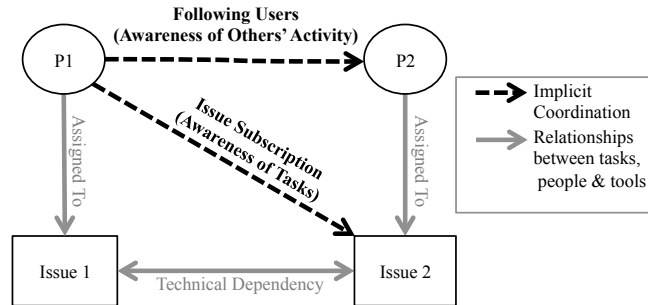 Following Users
(Awareness of Others' Activity)
P1
P2
Issue Subscription
(Awareness of Tasks)
Assigned To
Assigned To
Issue 1
Issue 2
Technical Dependency
Implicit
Coordination
Relationships
between tasks,
people & tools